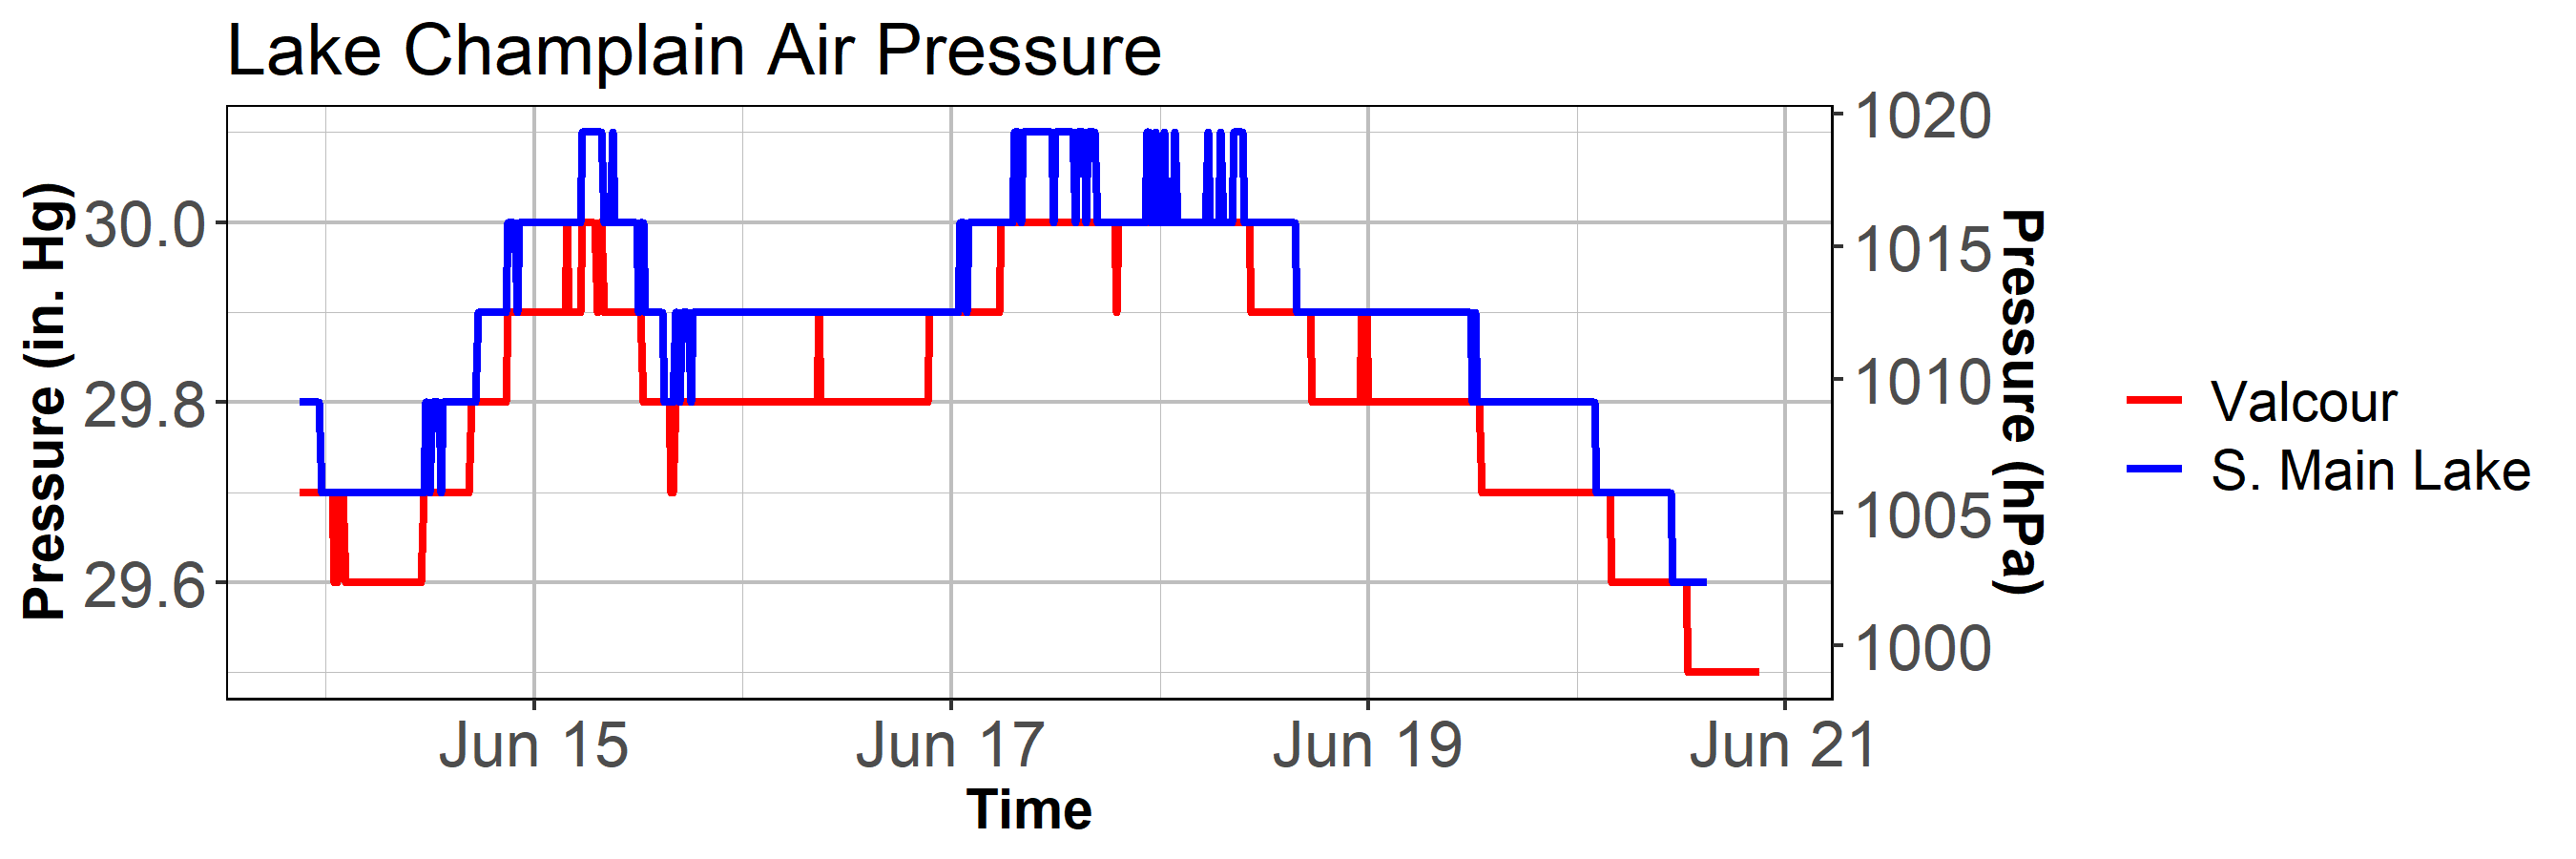 Lake Champlain Air Pressure
Pressure (in. Hg)
30.0
29.8
29.6
1020
1015
1010
1005
1000
Pressure (hPa)
Valcour
S. Main Lake
Jun 15
Jun 17
Jun 19
Jun 21
Time